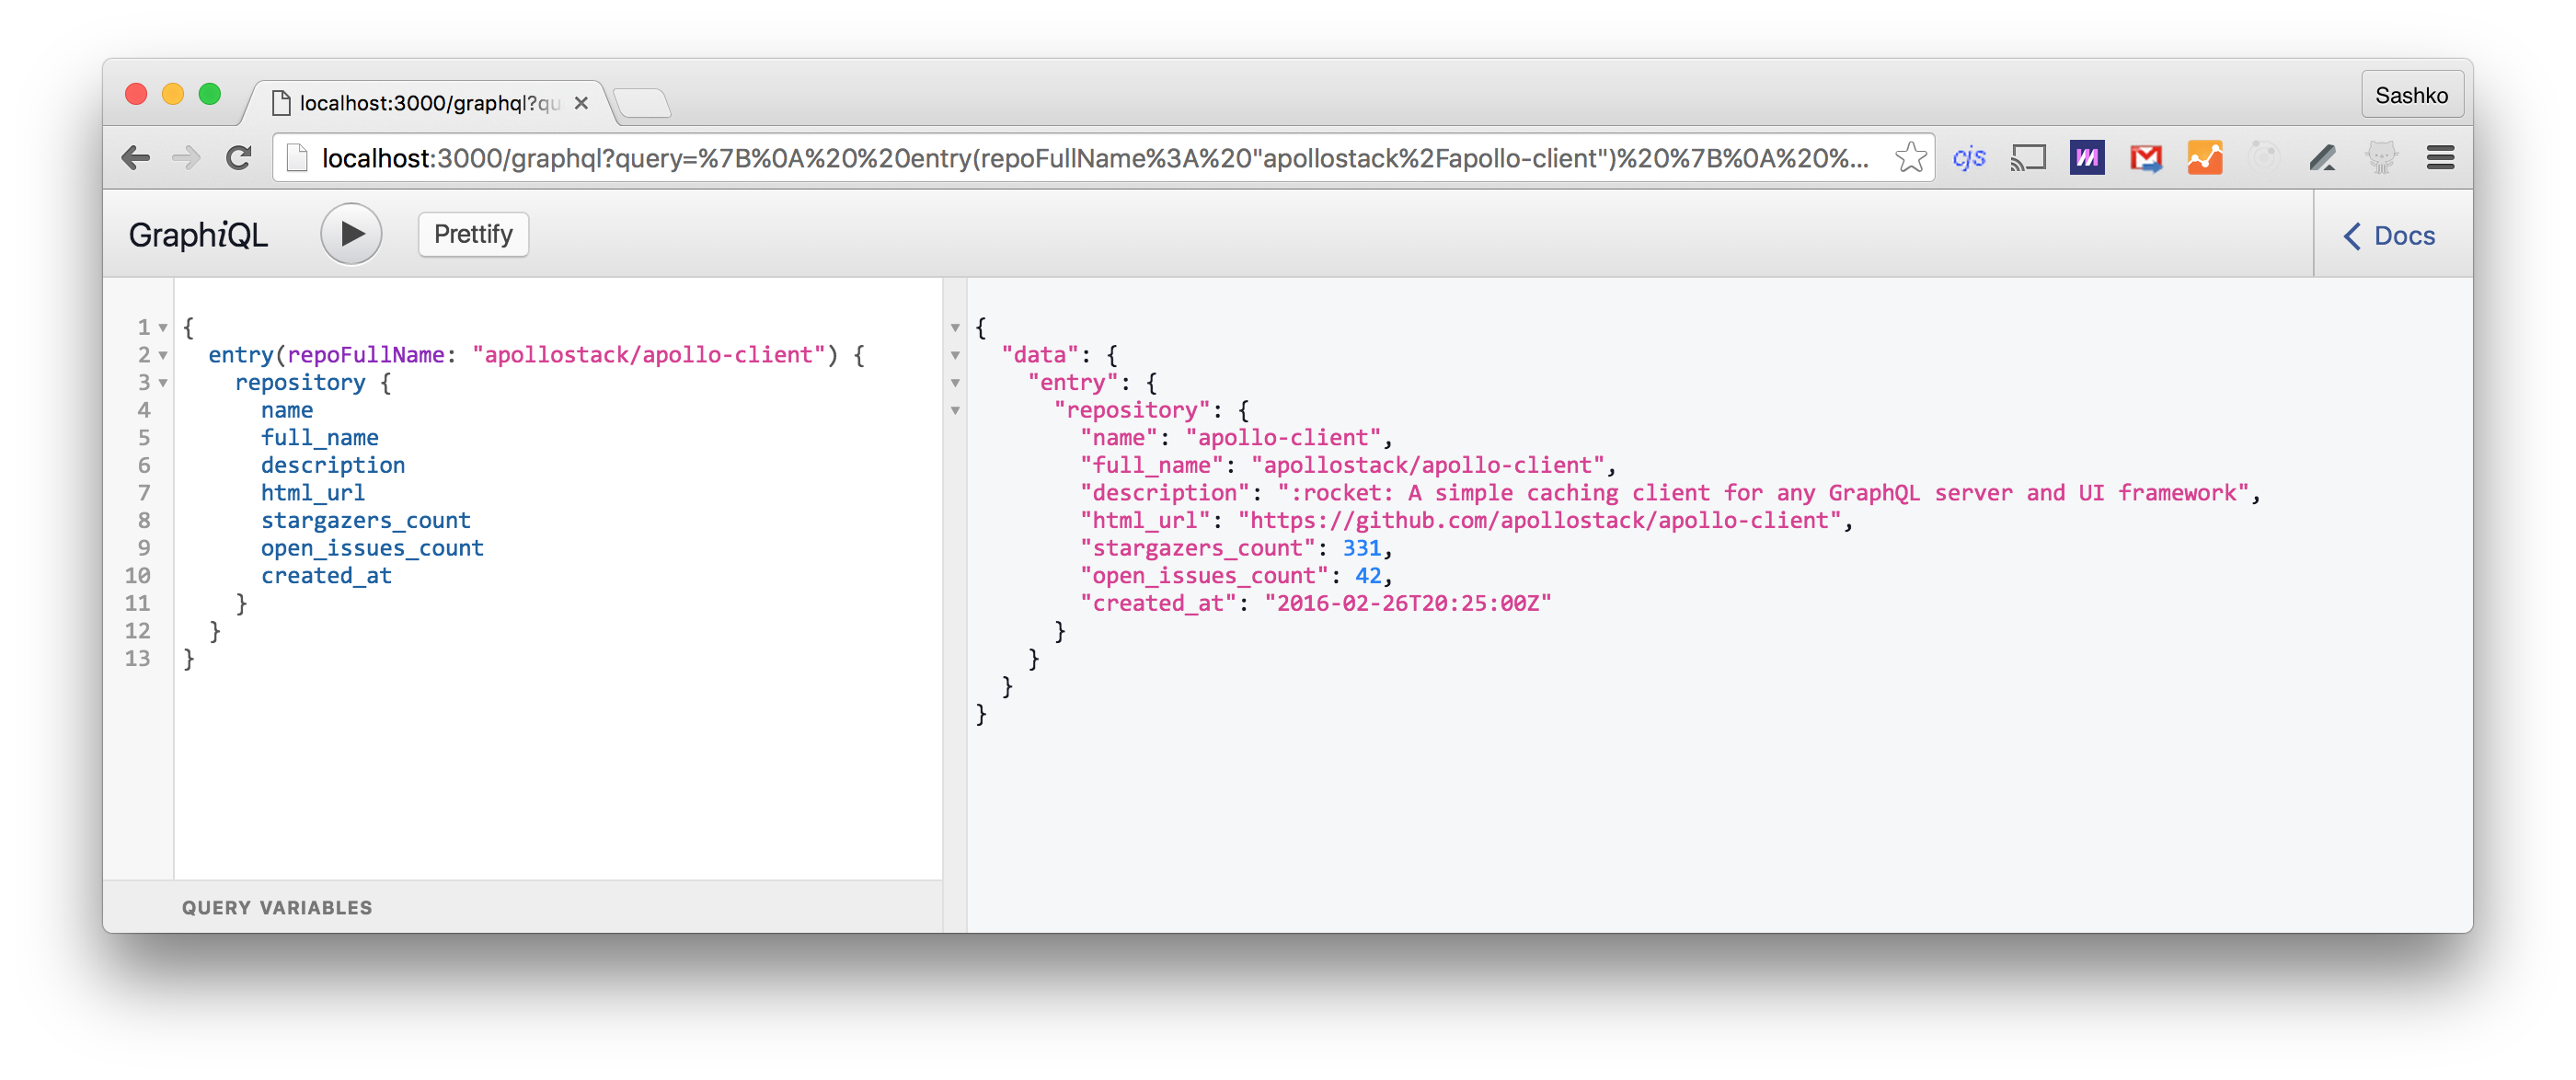 localhost:3000/graphql?qu
Sashko
localhost:3000/graphql?query=%7B%0A%20%20entry(repoFullName%3A%20"apollostack%2Fapollo-client")%20%7B%0A%20%...
cjs
GraphiQL
Prettify
Docs
1 {
2 entry(repoFullName: "apollostack/apollo-client") {
3 repository {
4 name
5 full_name
6 description
7 html_url
8 stargazers_count
9 open_issues_count
10 created_at
11 }
12 }
13 }
QUERY VARIABLES
{
"data": {
"entry": {
"repository": {
"name": "apollo-client",
"full_name": "apollostack/apollo-client",
"description": ":rocket: A simple caching client for any GraphQL server and UI framework",
"html_url": "https://github.com/apollostack/apollo-client",
"stargazers_count": 331,
"open_issues_count": 42,
"created_at": "2016-02-26T20:25:00Z"
}
}
}
}